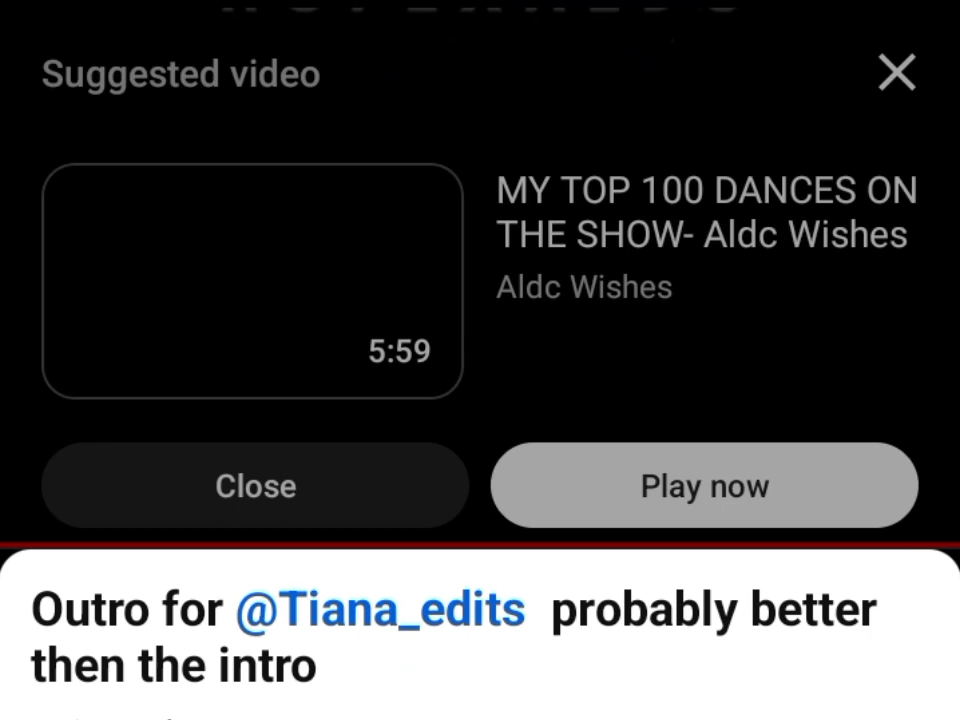 Suggested video
MY TOP 100 DANCES ON
THE SHOW- Aldc Wishes
Aldc Wishes
5:59
Close
Play now
Outro for @Tiana_edits probably better
then the intro